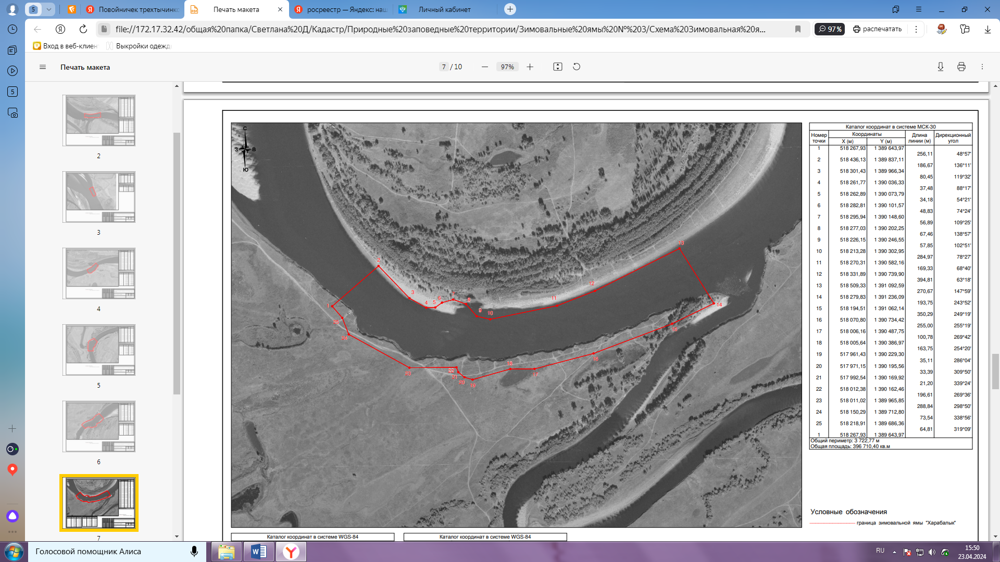 5
Повойничек трехтычинко
Печать макета
росреестр — Яндекс: наш
Личный кабинет
file://172.17.32.42/общая%20папка/Светлана%20Д/Кадастр/Природные%20заповедные%20территории/Зимовальные%20ямы%20№%203/Схема%20Зимовальная%20я...
97%
распечатать
Вход в веб-клиен
Выкройки одежд
Печать макета
7 / 10
97%
5
2
3
4
5
6
7
С
З
В
Ю
1
2
3
4
5
6
7
8
9
10
11
12
13
14
15
16
17
18
19
20
21
22
23
24
25
Каталог координат в системе МСК-30
Номер точки
Координаты
X (м)
Y (м)
Длина линии (м)
Дирекционный угол
1 518 267,93 1 389 643,97
256,11 48°57'
2 518 436,13 1 389 837,11
186,67 136°11'
3 518 301,43 1 389 966,34
80,45 119°32'
4 518 261,77 1 390 036,33
37,48 88°17'
5 518 262,89 1 390 073,79
34,18 54°21'
6 518 282,81 1 390 101,57
48,83 74°24'
7 518 295,94 1 390 148,60
56,89 109°25'
8 518 277,03 1 390 202,25
67,46 138°57'
9 518 226,15 1 390 246,55
57,85 102°51'
10 518 213,28 1 390 302,95
284,97 78°27'
11 518 270,31 1 390 582,16
169,33 68°40'
12 518 331,89 1 390 739,90
394,81 63°18'
13 518 509,33 1 391 092,59
270,67 147°59'
14 518 279,83 1 391 236,09
193,75 243°52'
15 518 194,51 1 391 062,14
350,29 249°19'
16 518 070,80 1 390 734,42
255,00 255°19'
17 518 006,16 1 390 487,75
100,78 269°42'
18 518 005,64 1 390 386,97
163,75 254°20'
19 517 961,43 1 390 229,30
35,11 286°04'
20 517 971,15 1 390 195,56
33,39 309°50'
21 517 992,54 1 390 169,92
21,20 339°24'
22 518 012,38 1 390 162,46
196,61 269°36'
23 518 011,02 1 389 965,85
288,84 298°50'
24 518 150,29 1 389 712,80
73,54 338°56'
25 518 218,91 1 389 686,36
64,81 319°09'
1 518 267,93 1 389 643,97
Общий периметр: 3 722,77 м
Общая площадь: 396 710,40 кв.м
Условные обозначения
граница зимовальной ямы "Харабалык"
Каталог координат в системе WGS-84
Каталог координат в системе WGS-84
Голосовой помощник Алиса
RU
15:50
23.04.2024